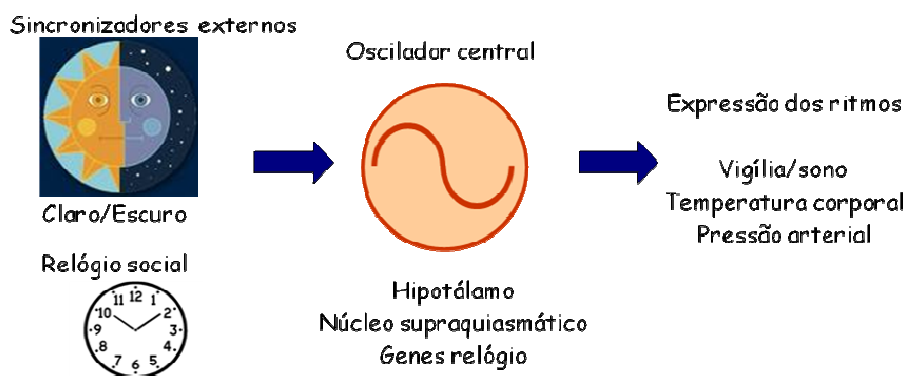 Sincronizadores externos
Claro/Escuro
Relógio social
11 12 1
10 2
9 3
8 4
7 6 5
Oscilador central
Hipotálamo
Núcleo supraquiasmático
Genes relógio
Expressão dos ritmos
Vigília/sono
Temperatura corporal
Pressão arterial